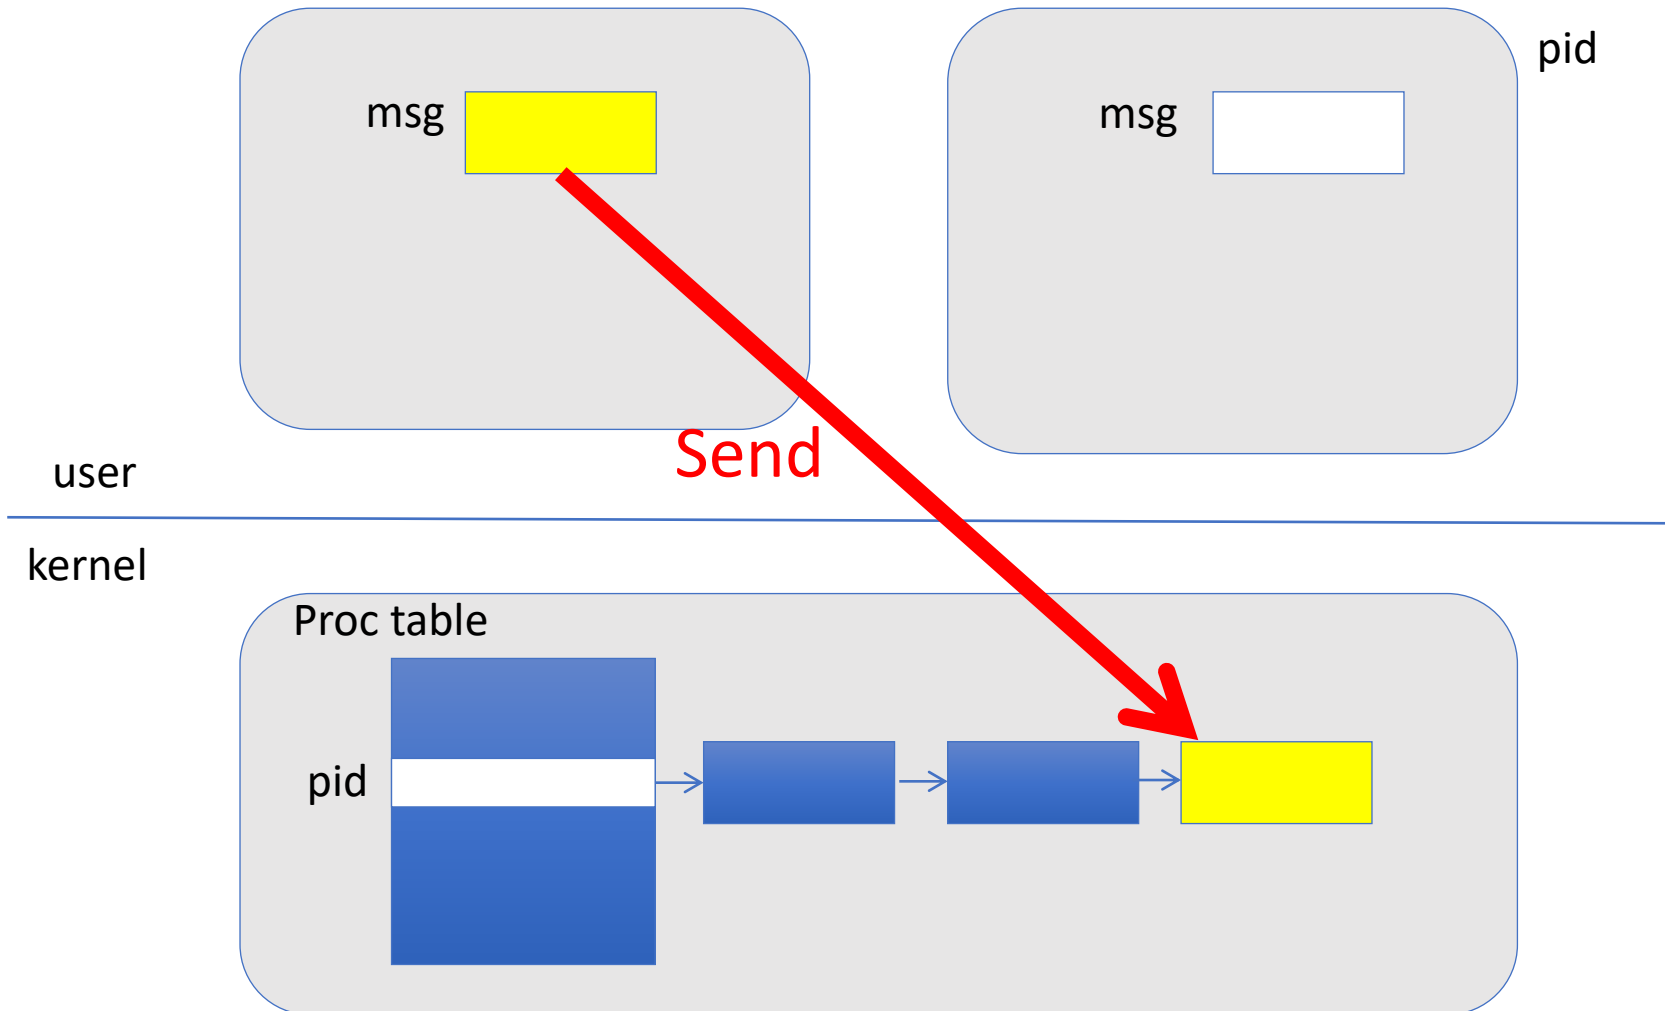 pid
msg
msg
Send
user
kernel
Proc table
pid